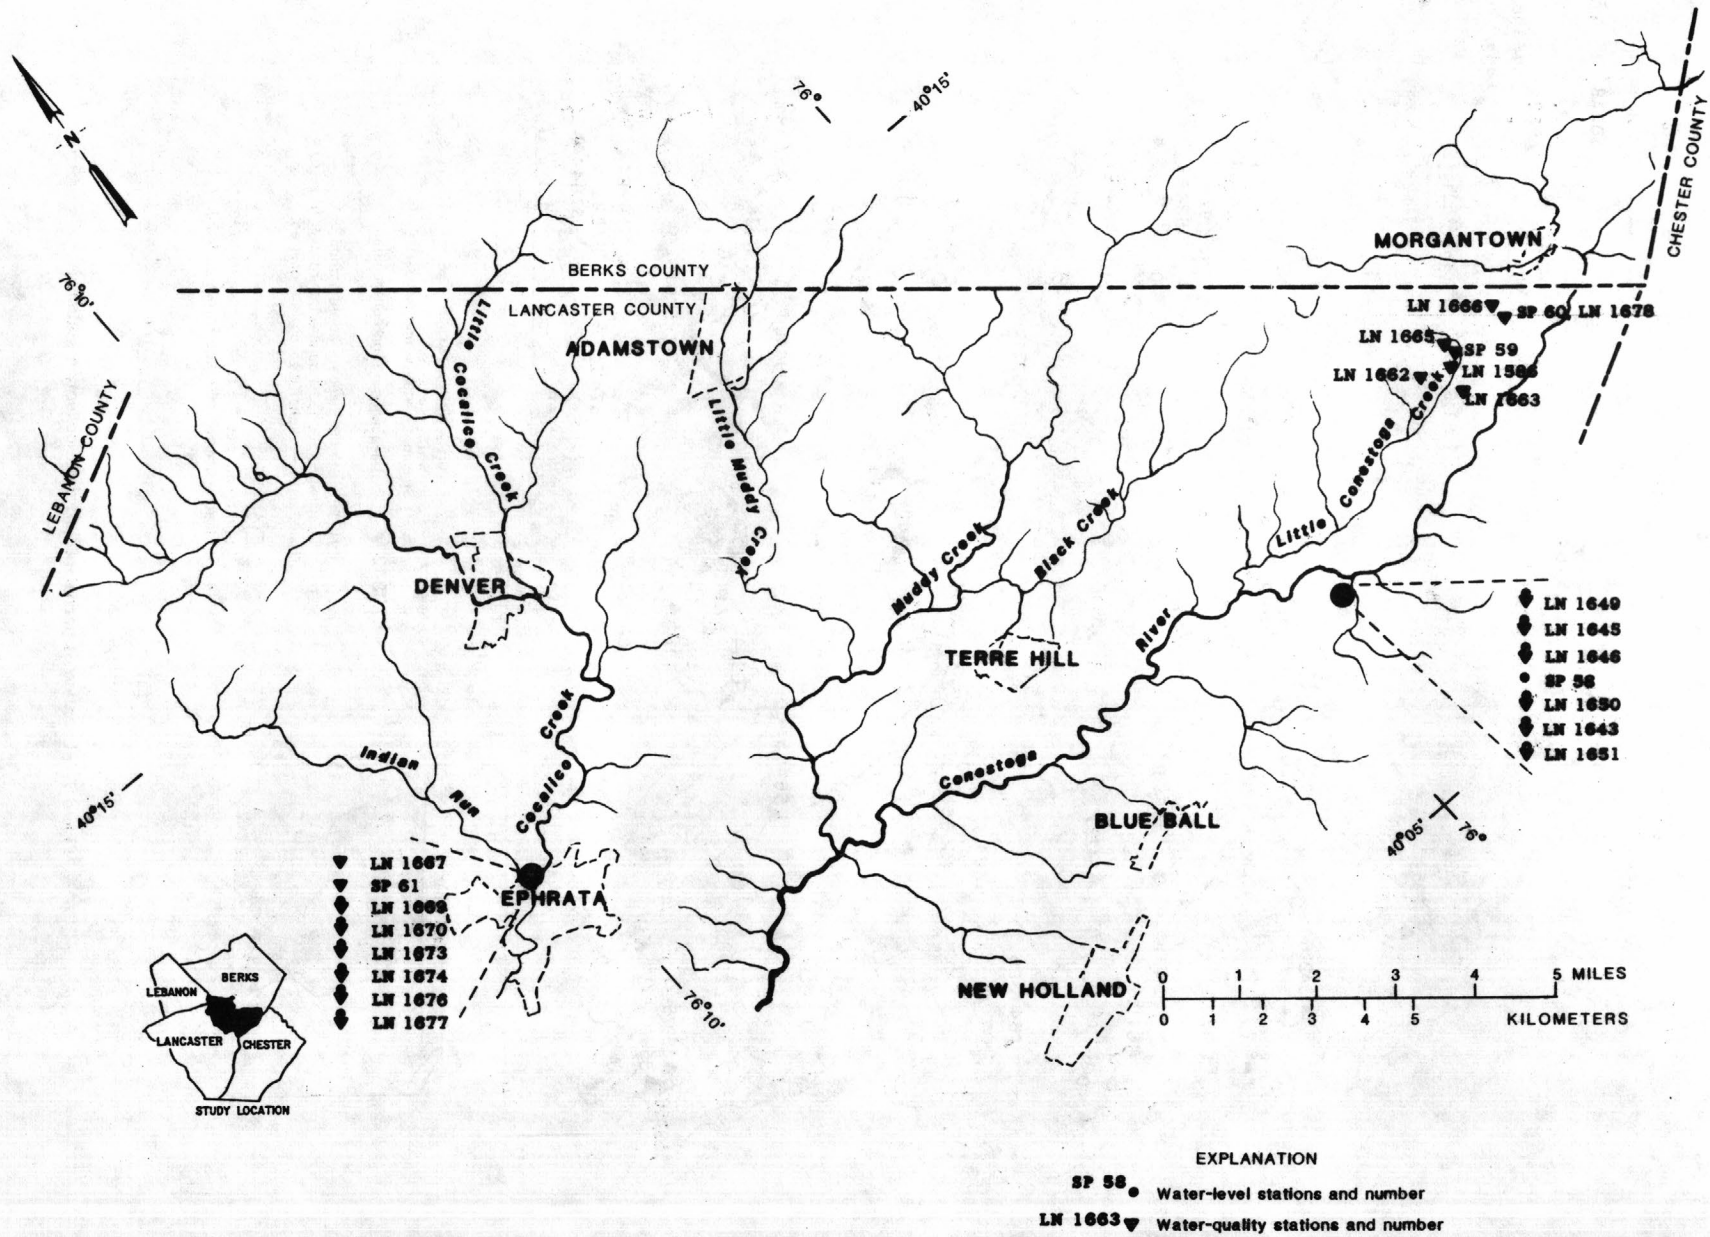 N
76°
40°15'
CHESTER COUNTY
MORGANTOWN
BERKS COUNTY
LANCASTER COUNTY
76°10'
ADAMSTOWN
LN 1666
SP 60, LN 1678
LN 1665
SP 59
LN 1662
LN 1663
LEBANON COUNTY
Little Cocalico Creek
Little Muddy Creek
Muddy Creek
Black Creek
Little Conestoga Creek
DENVER
TERRE HILL
LN 1649
LN 1645
LN 1646
SP 58
LN 1650
LN 1643
LN 1651
Indian Run
Cocalico Creek
Conestoga River
40°15'
BLUE BALL
40°05'
76°
LN 1667
SP 61
LN 1669
LN 1670
LN 1673
LN 1674
LN 1676
LN 1677
EPHRATA
76°10'
NEW HOLLAND
0 1 2 3 4 5 MILES
0 1 2 3 4 5 KILOMETERS
BERKS
LEBANON
LANCASTER
CHESTER
STUDY LOCATION
EXPLANATION
SP 58 Water-level stations and number
LN 1663 Water-quality stations and number